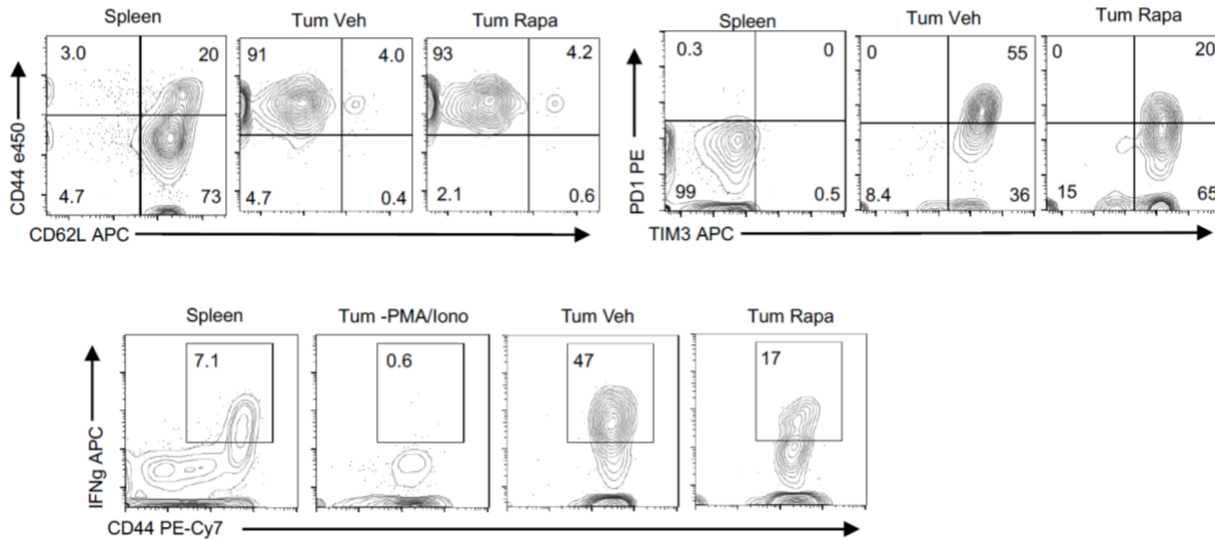 Spleen Tum Veh Tum Rapa
3.0 20 91 4.0 93 4.2
4.7 73 4.7 0.4 2.1 0.6
CD44 e450
CD62L APC
Spleen Tum Veh Tum Rapa
0.3 0 0 55 0 20
99 0.5 8.4 36 15 65
PD1 PE
TIM3 APC
Spleen Tum -PMA/Iono Tum Veh Tum Rapa
7.1 0.6 47 17
IFNg APC
CD44 PE-Cy7